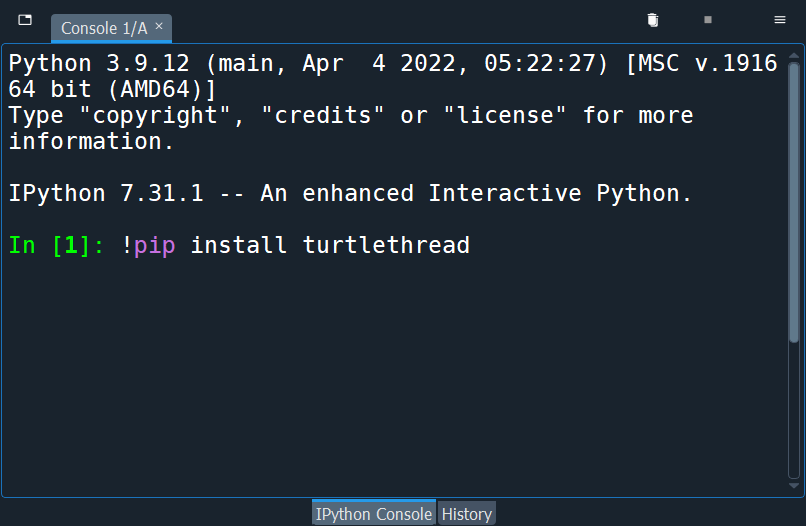 Console 1/A ×
Python 3.9.12 (main, Apr  4 2022, 05:22:27) [MSC v.1916
64 bit (AMD64)]
Type "copyright", "credits" or "license" for more
information.
IPython 7.31.1 -- An enhanced Interactive Python.
In [1]: !pip install turtlethread
IPython Console History